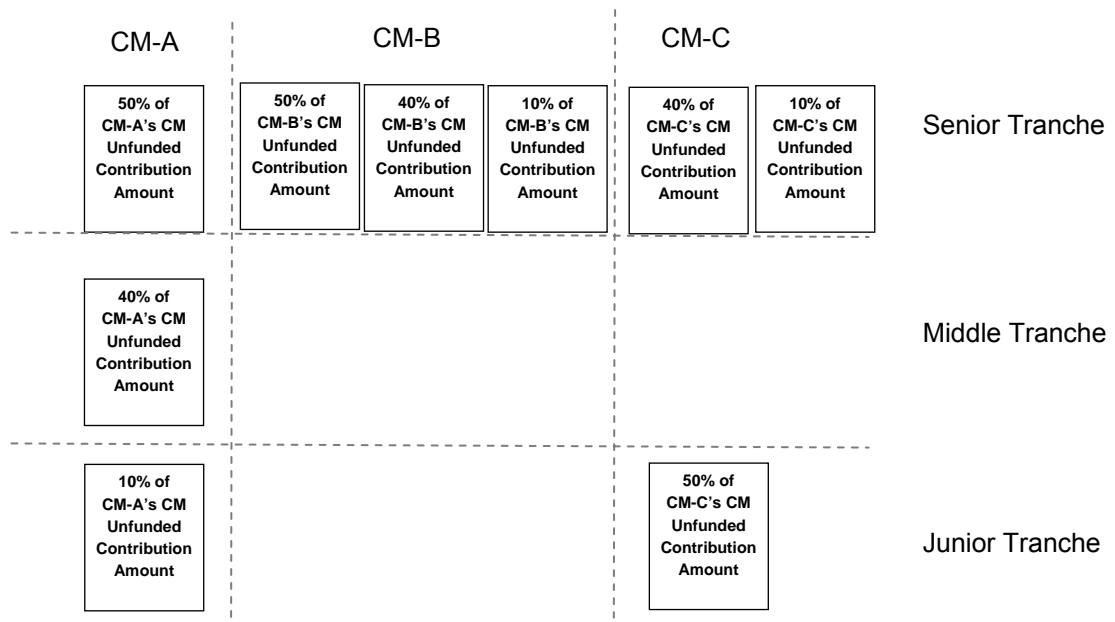 CM-A
CM-B
CM-C
50% of
CM-A's CM
Unfunded
Contribution
Amount
50% of
CM-B's CM
Unfunded
Contribution
Amount
40% of
CM-B's CM
Unfunded
Contribution
Amount
10% of
CM-B's CM
Unfunded
Contribution
Amount
40% of
CM-C's CM
Unfunded
Contribution
Amount
10% of
CM-C's CM
Unfunded
Contribution
Amount
Senior Tranche
40% of
CM-A's CM
Unfunded
Contribution
Amount
Middle Tranche
10% of
CM-A's CM
Unfunded
Contribution
Amount
50% of
CM-C's CM
Unfunded
Contribution
Amount
Junior Tranche